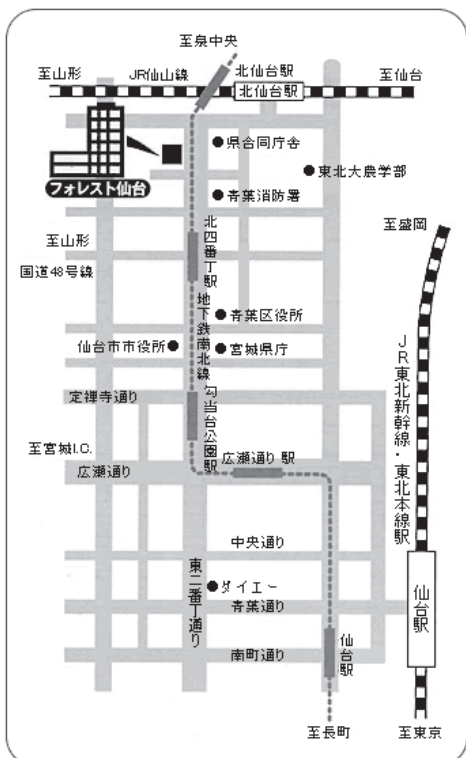 至泉中央
至山形
JR仙山線
北仙台駅
至仙台
北仙台駅
県合同庁舎
東北大農学部
フォレスト仙台
青葉消防署
至盛岡
至山形
北四番丁駅
国道48号線
地下鉄南北線
青葉区役所
仙台市市役所
宮城県庁
JR東北新幹線・東北本線駅
定禅寺通り
勾当台公園駅
至宮城I.C.
広瀬通り 駅
広瀬通り
中央通り
東二番丁通り
ダイエー
青葉通り
仙台駅
仙台駅
南町通り
至長町
至東京